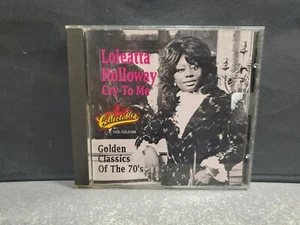 Loleatta
Holloway
Cry To Me
Collectables
Golden
Classics
Of The 70's